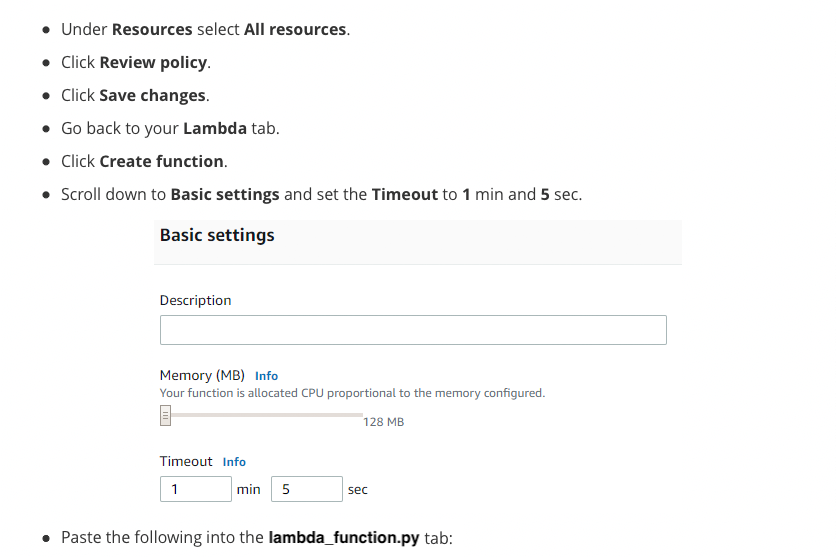 • Under Resources select All resources.
• Click Review policy.
• Click Save changes.
• Go back to your Lambda tab.
• Click Create function.
• Scroll down to Basic settings and set the Timeout to 1 min and 5 sec.
Basic settings
Description
Memory (MB) Info
Your function is allocated CPU proportional to the memory configured.
128 MB
Timeout Info
1 min 5 sec
• Paste the following into the lambda_function.py tab: